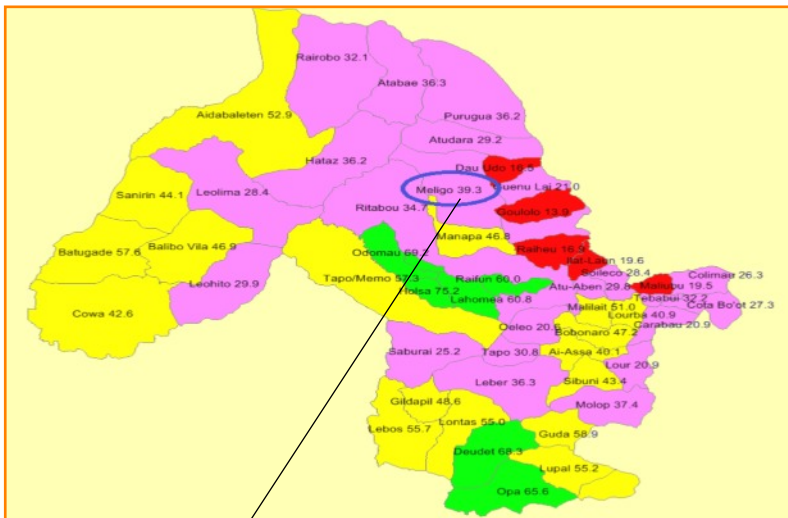 Rairobo 32.1
Atabae 36.3
Purugua 36.2
Aidabaleten 52.9
Atudara 29.2
Hataz 36.2
Dau Udo 16.5
Guenu Lai 21.0
Meligo 39.3
Sanirin 44.1
Leolima 28.4
Ritabou 34.7
Goulolo 13.9
Manapa 46.8
Balibo Vila 46.9
Batugade 57.6
Odomau 69.2
Raiheu 16.9
Jlat-Laun 19.6
Soileco 28.4
Colimau 26.3
Leohito 29.9
Tapo/Memo 57.3
Raifun 60.0
Atu-Aben 29.8
Maliubu 19.5
Holsa 75.2
Lahomea 60.8
Tebabui 32.2
Cota Bo'ot 27.3
Malilait 51.0
Lourba 40.9
Cowa 42.6
Carabau 20.9
Bobonaro 47.2
Saburai 25.2
Tapo 30.8
Ai-Assa 40.1
Lour 20.9
Leber 36.3
Sibuni 43.4
Gildapil 48.6
Molop 37.4
Lontas 55.0
Lebos 55.7
Guda 58.9
Deudet 68.3
Lupal 55.2
Opa 65.6